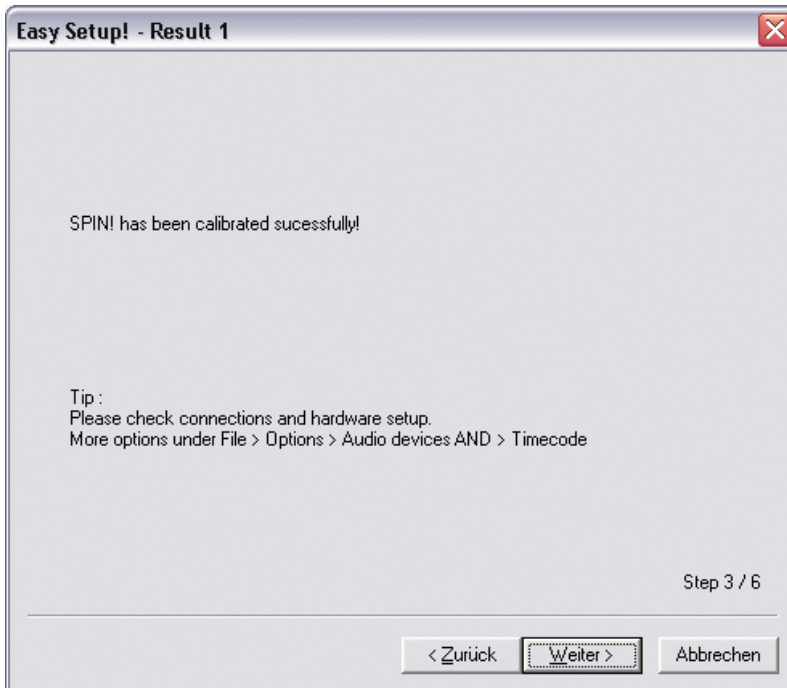 Easy Setup! - Result 1
SPIN! has been calibrated sucessfully!
Tip :
Please check connections and hardware setup.
More options under File > Options > Audio devices AND > Timecode
Step 3 / 6
< Zurück
Weiter >
Abbrechen